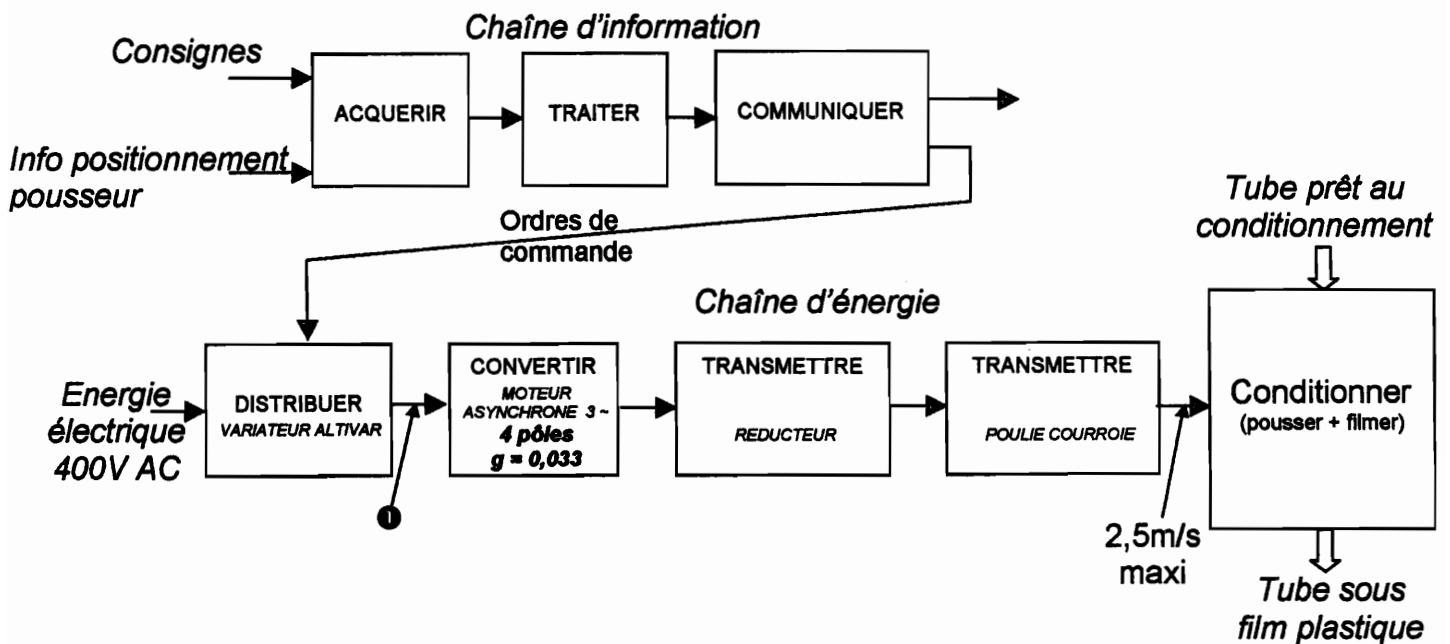 Chaîne d'information
Consignes
ACQUERIR
TRAITER
COMMUNIQUER
Info positionnement
pousseur
Ordres de
commande
Tube prêt au
conditionnement
Chaîne d'énergie
Energie
électrique
400V AC
DISTRIBUER
VARIATEUR ALTIVAR
1
CONVERTIR
MOTEUR
ASYNCHRONE 3 ~
4 pôles
g = 0,033
TRANSMETTRE
REDUCTEUR
TRANSMETTRE
POULIE COURROIE
2,5m/s
maxi
Conditionner
(pousser + filmer)
Tube sous
film plastique